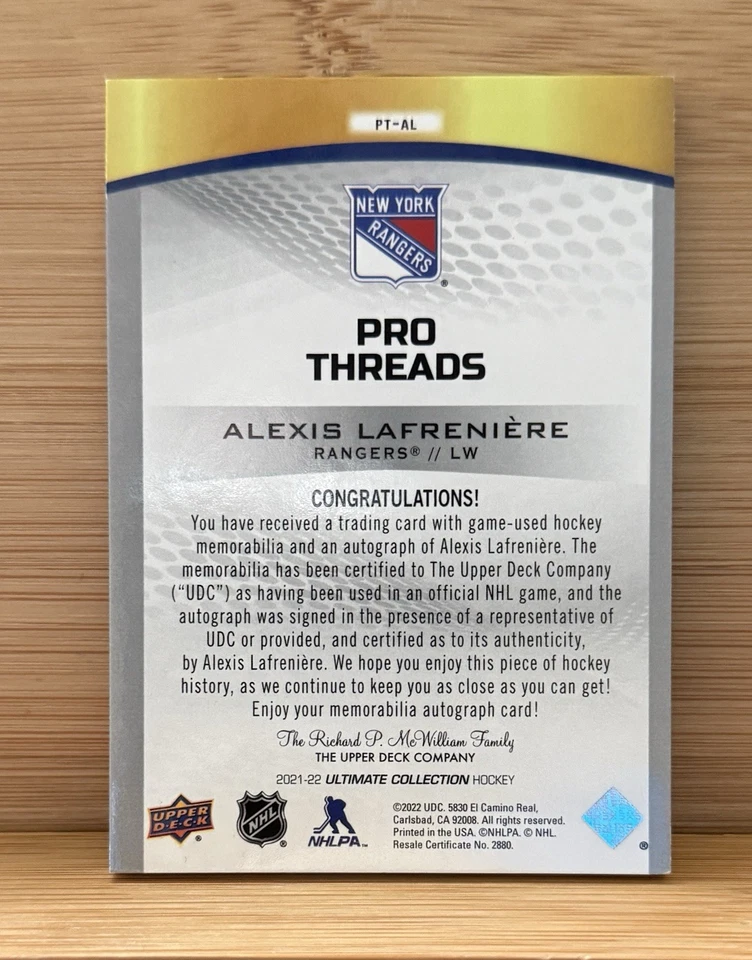 PT-AL
NEW YORK
RANGERS
®
PRO
THREADS
ALEXIS LAFRENIÈRE
RANGERS® // LW
CONGRATULATIONS!
You have received a trading card with game-used hockey
memorabilia and an autograph of Alexis Lafrenière. The
memorabilia has been certified to The Upper Deck Company
(“UDC”) as having been used in an official NHL game, and the
autograph was signed in the presence of a representative of
UDC or provided, and certified as to its authenticity,
by Alexis Lafrenière. We hope you enjoy this piece of hockey
history, as we continue to keep you as close as you can get!
Enjoy your memorabilia autograph card!
The Richard P. McWilliam Family
THE UPPER DECK COMPANY
2021-22 ULTIMATE COLLECTION HOCKEY
UPPER
D·E·C·K
®
NHL
®
NHLPA™
©2022 UDC. 5830 El Camino Real,
Carlsbad, CA 92008. All rights reserved.
Printed in the USA. ©NHLPA. © NHL.
Resale Certificate No. 2880.
®